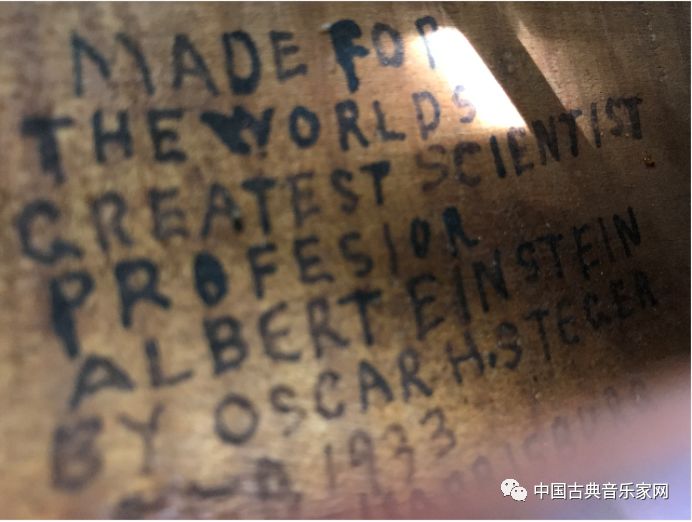 MADE FOR
THE WORLDS
GREATEST SCIENTIST
PROFESIOR
ALBERT EINSTEIN
BY OSCAR H. STEGER
1933
中国古典音乐家网